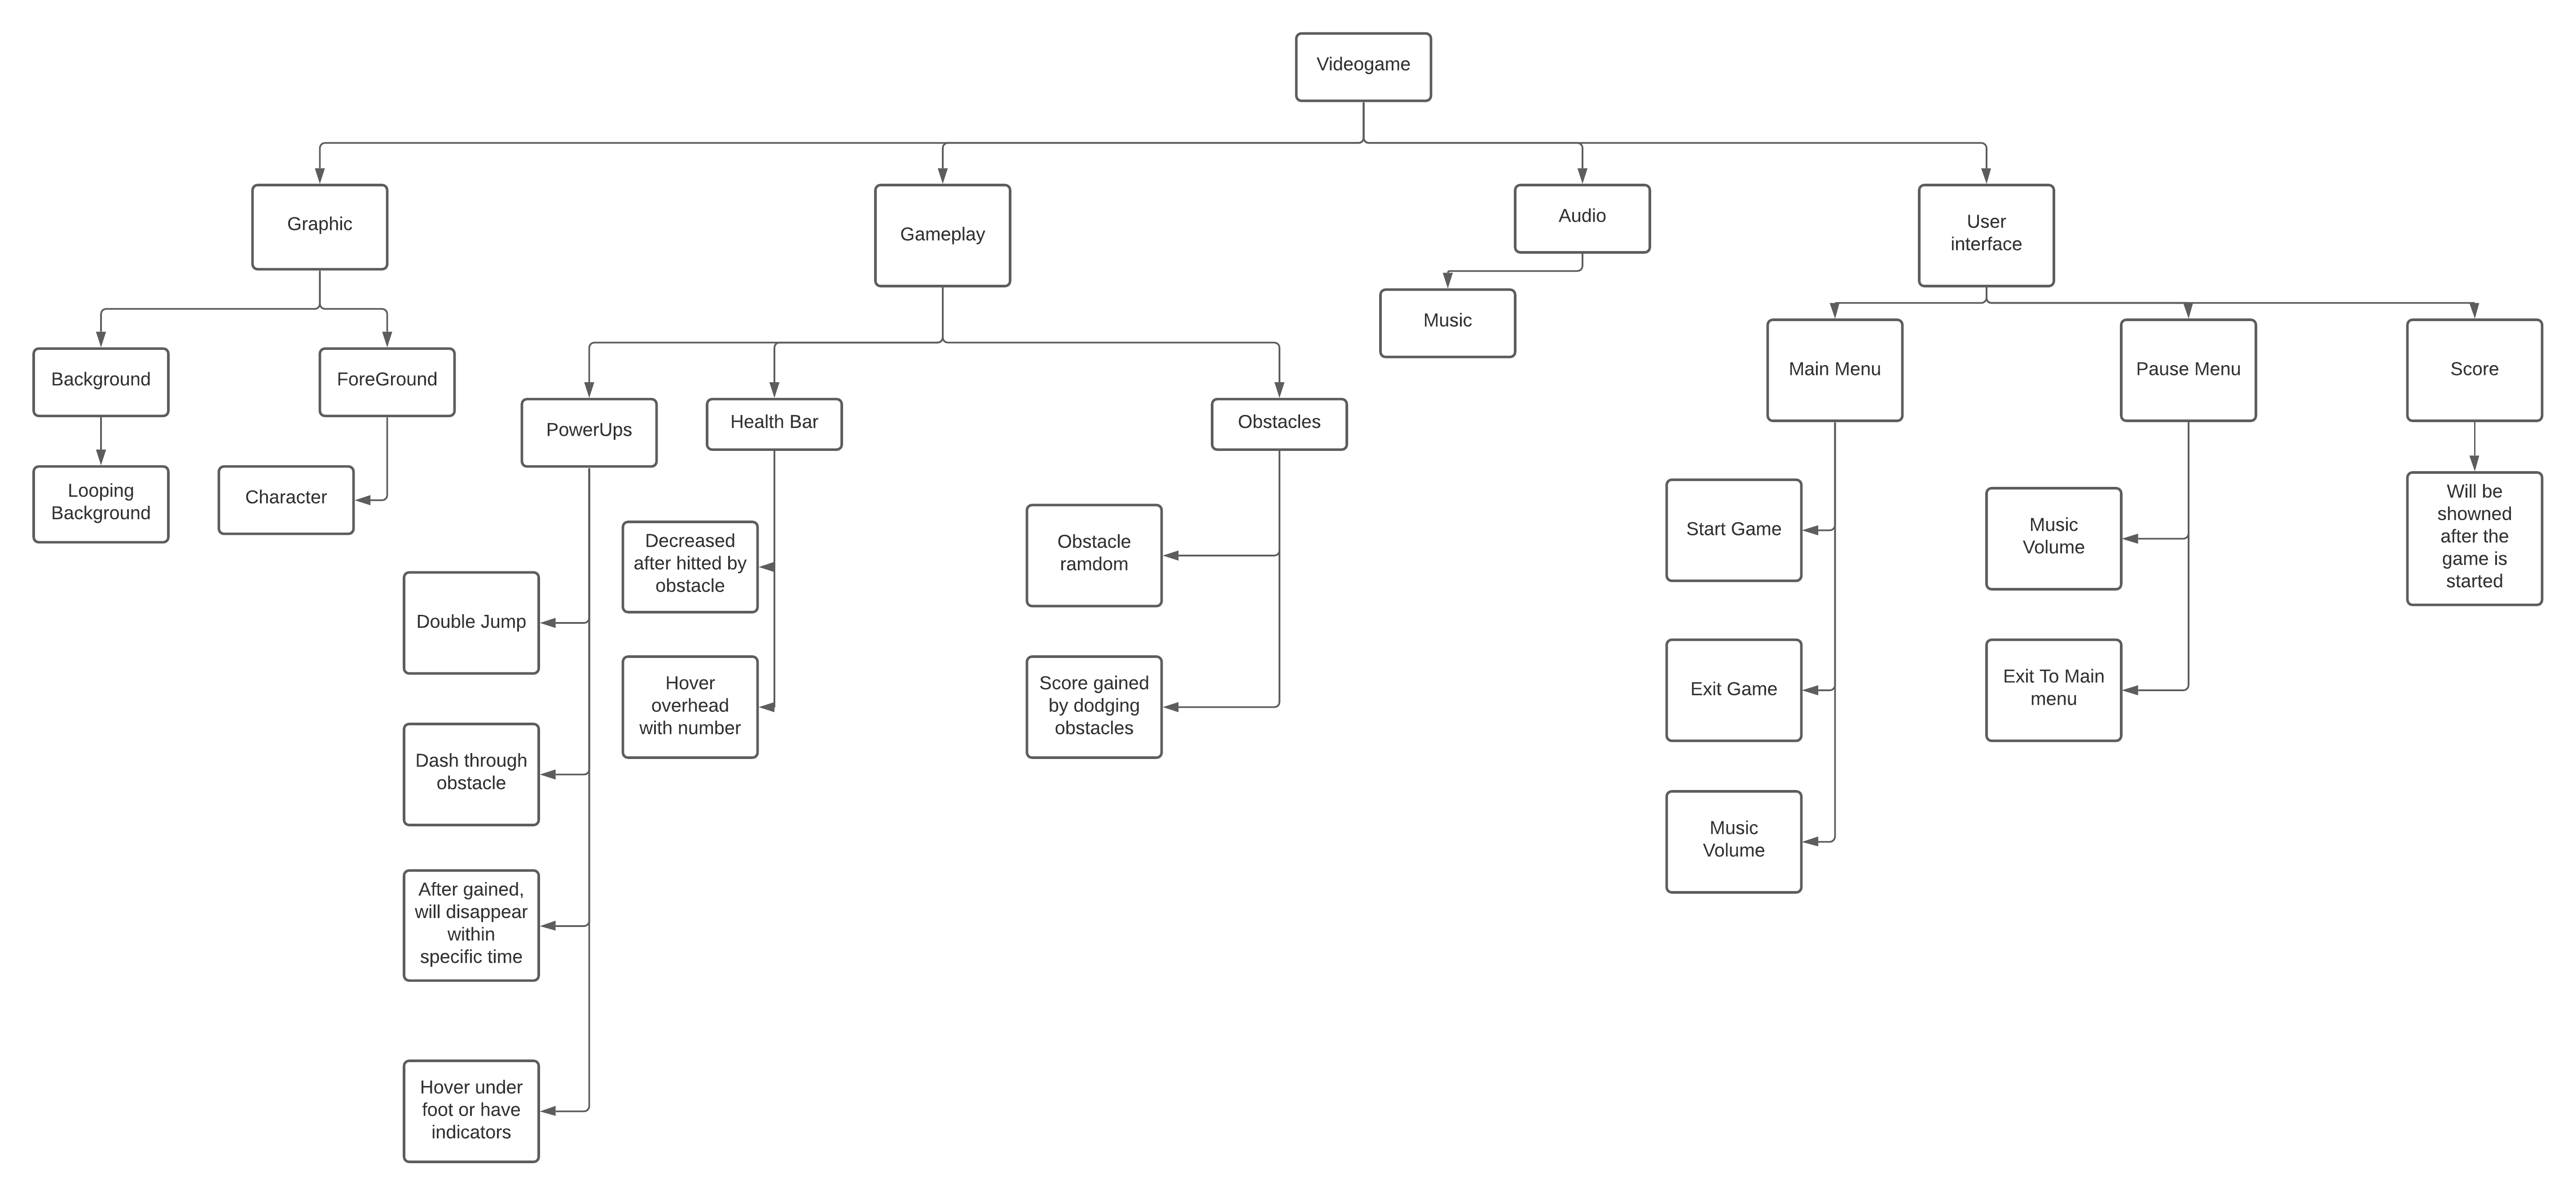 Videogame
Graphic
Gameplay
Audio
User
interface
Background
ForeGround
Looping
Background
Character
PowerUps
Health Bar
Obstacles
Double Jump
Dash through
obstacle
After gained,
will disappear
within
specific time
Hover under
foot or have
indicators
Decreased
after hitted by
obstacle
Hover
overhead
with number
Obstacle
ramdom
Score gained
by dodging
obstacles
Music
Main Menu
Pause Menu
Score
Start Game
Exit Game
Music
Volume
Music
Volume
Exit To Main
menu
Will be
showned
after the
game is
started